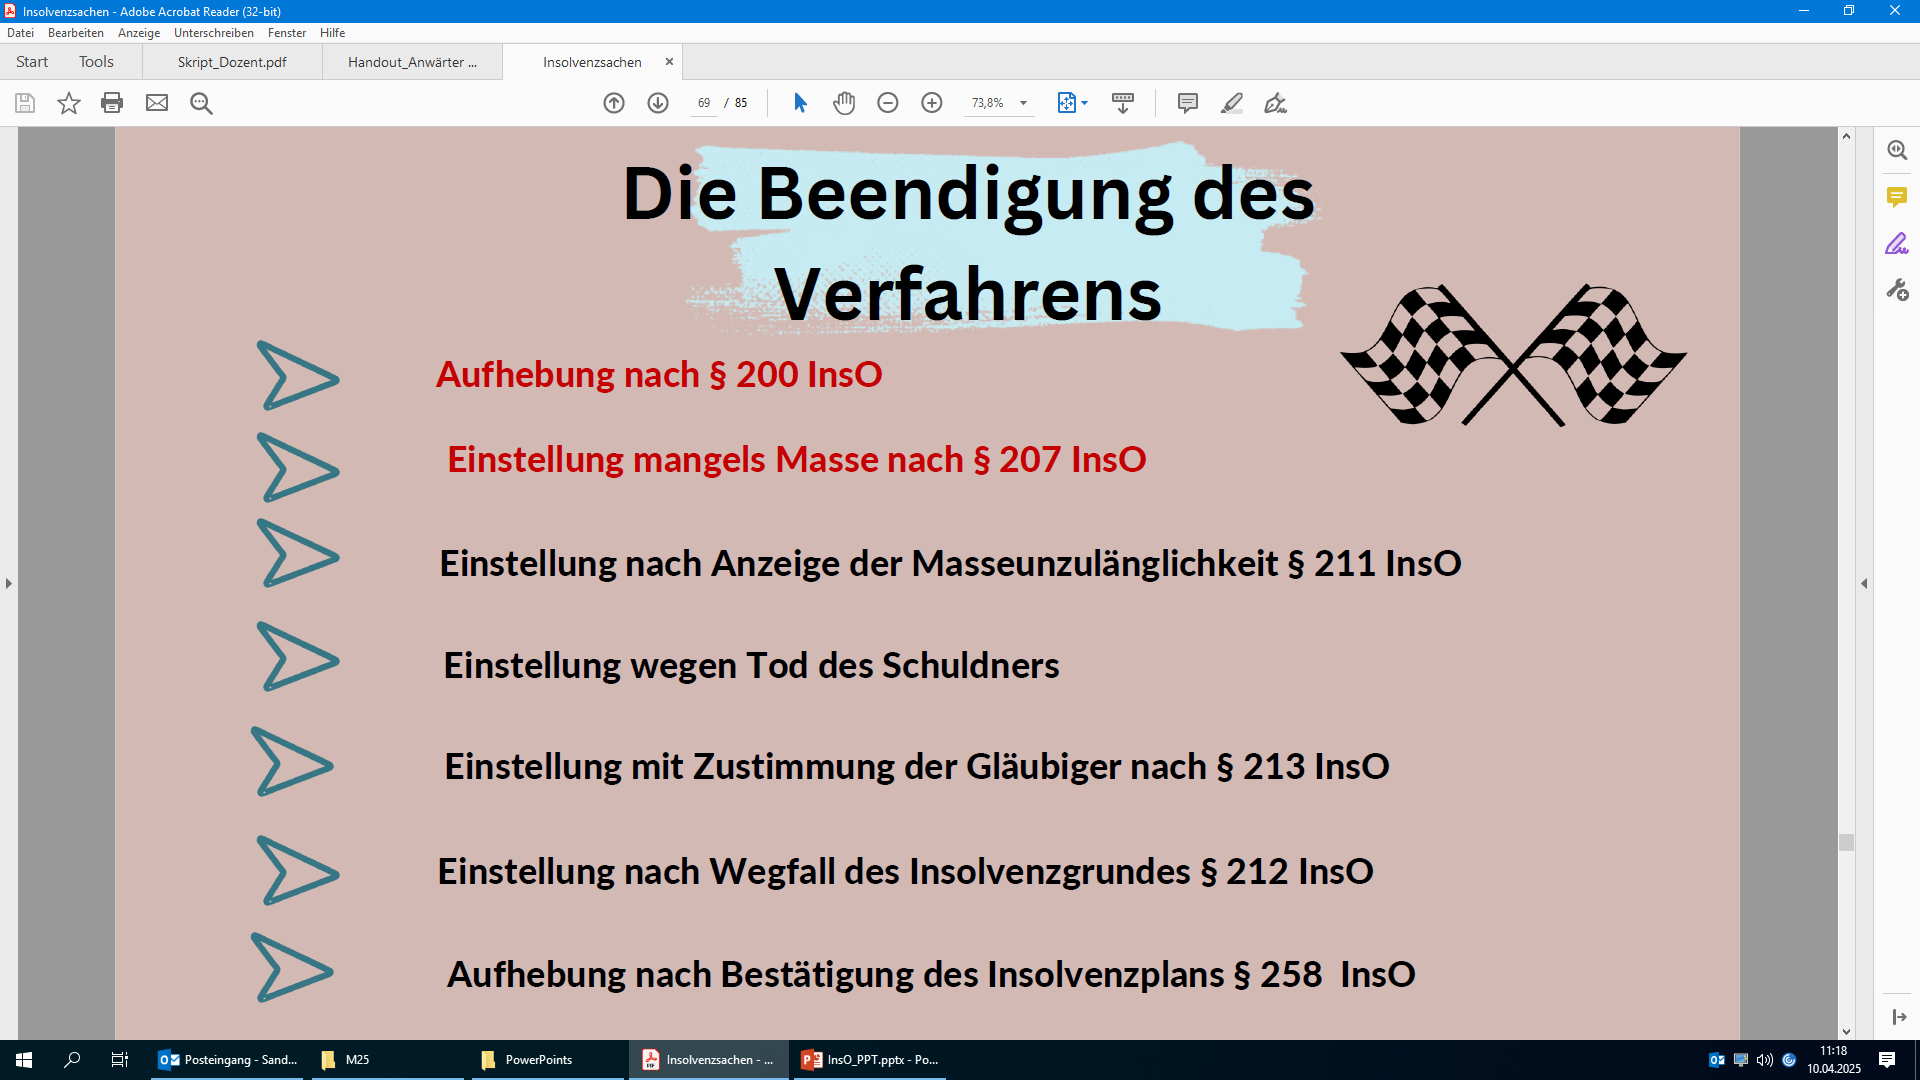 Insolvenzsachen - Adobe Acrobat Reader (32-bit)
Datei Bearbeiten Anzeige Unterschreiben Fenster Hilfe
Start Tools Skript_Dozent.pdf Handout_Anwärter ... Insolvenzsachen ×
69 / 85 73,8%
Die Beendigung des
Verfahrens
Aufhebung nach § 200 InsO
Einstellung mangels Masse nach § 207 InsO
Einstellung nach Anzeige der Masseunzulänglichkeit § 211 InsO
Einstellung wegen Tod des Schuldners
Einstellung mit Zustimmung der Gläubiger nach § 213 InsO
Einstellung nach Wegfall des Insolvenzgrundes § 212 InsO
Aufhebung nach Bestätigung des Insolvenzplans § 258 InsO
Posteingang - Sand... M25 PowerPoints Insolvenzsachen - ... InsO_PPT.pptx - Po...
11:18
10.04.2025